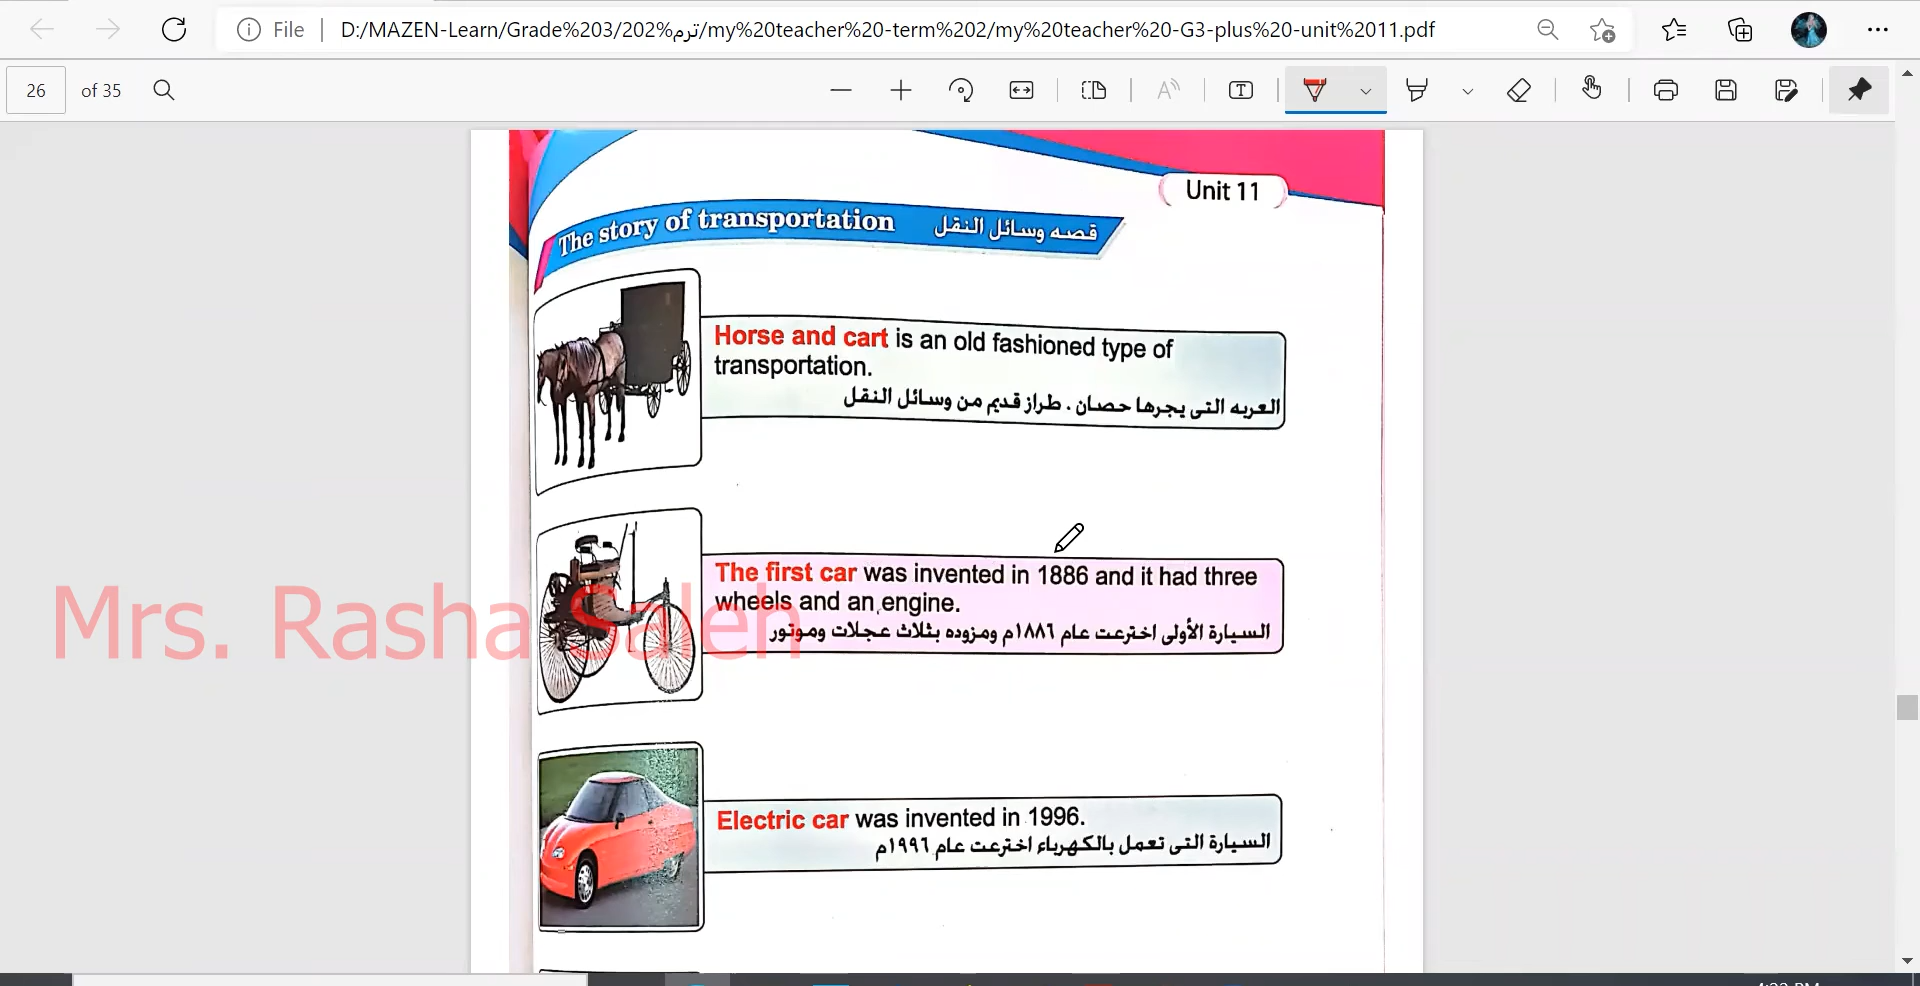 File
D:/MAZEN-Learn/Grade%203/202%ترم/my%20teacher%20-term%202/my%20teacher%20-G3-plus%20-unit%2011.pdf
26 of 35
Unit 11
The story of transportation قصه وسائل النقل
Horse and cart is an old fashioned type of
transportation.
العربه التى يجرها حصان . طراز قديم من وسائل النقل
The first car was invented in 1886 and it had three
wheels and an engine.
السيارة الأولى اخترعت عام ١٨٨٦م ومزوده بثلاث عجلات وموتور
Mrs. Rasha Saleh
Electric car was invented in 1996.
السيارة التى تعمل بالكهرباء اخترعت عام ١٩٩٦م